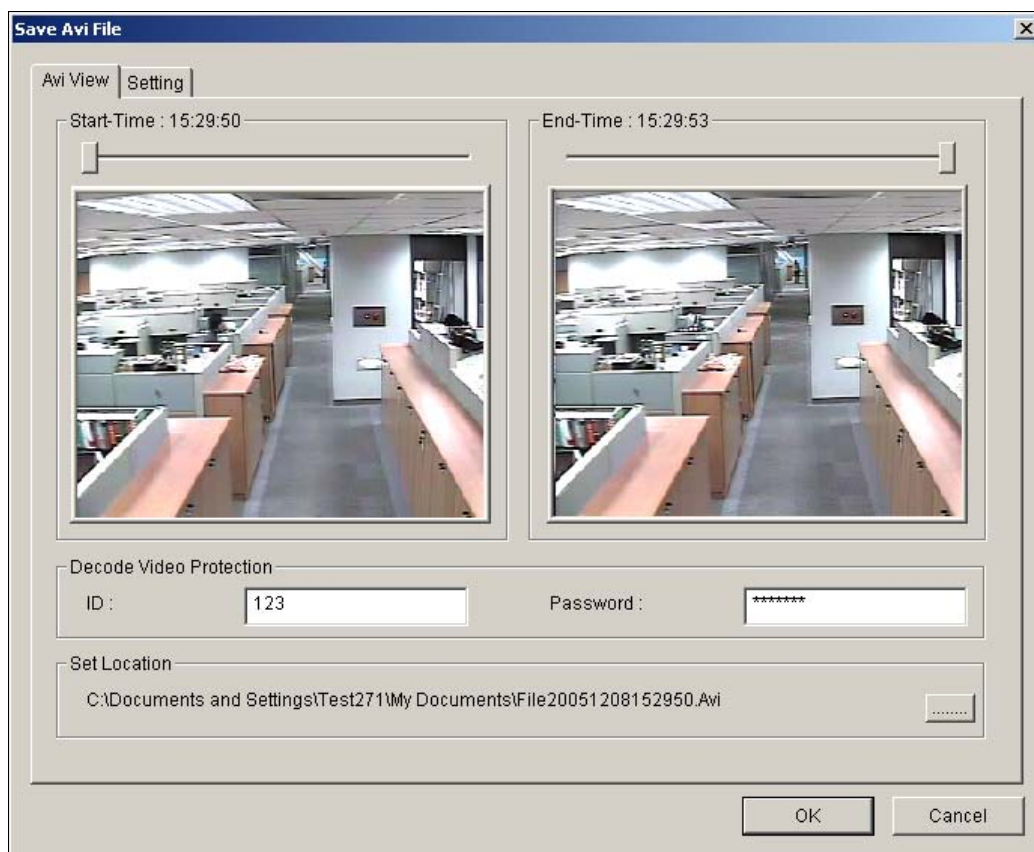 Save Avi File
Avi View
Setting
Start-Time : 15:29:50
End-Time : 15:29:53
Decode Video Protection
ID :
123
Password :
*******
Set Location
C:\Documents and Settings\Test271\My Documents\File20051208152950.Avi
........
OK
Cancel